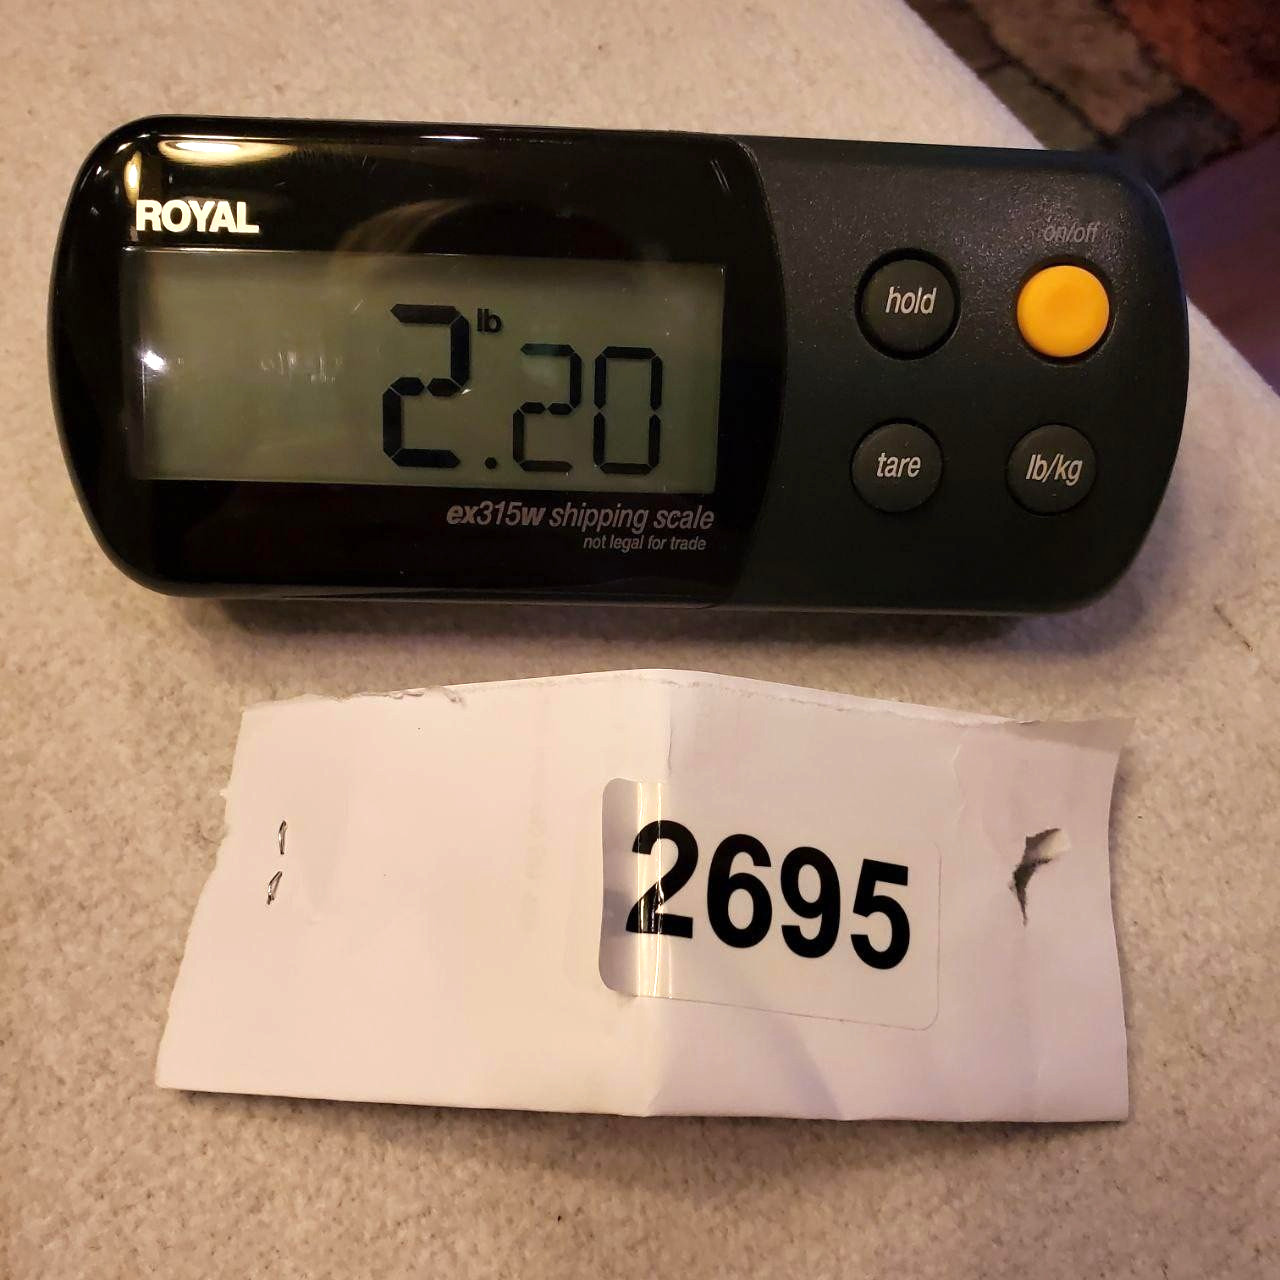 ROYAL
on/off
hold
2 lb .20
tare
lb/kg
ex315w shipping scale
not legal for trade
2695